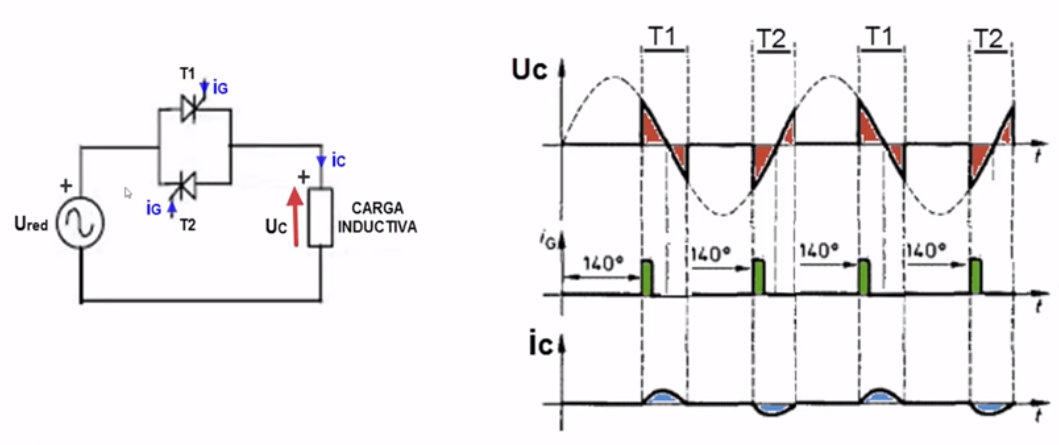 T1
iG
ic
+
+
Ured
iG
T2
Uc
CARGA
INDUCTIVA
T1
T2
T1
T2
Uc
t
iG
140°
140°
140°
140°
t
ic
t